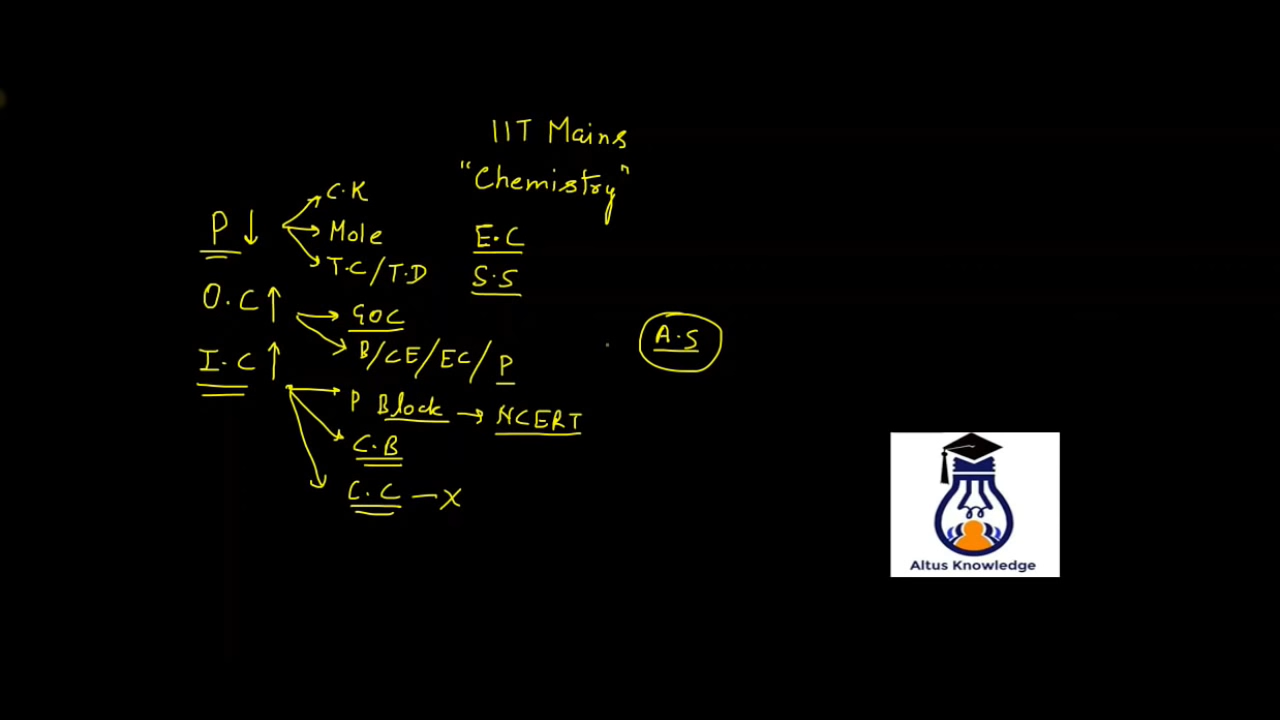 IIT Mains
"Chemistry"
P ↓
C.K
Mole
T.C/T.D
E.C
S.S
O.C ↑
GOC
B/CE/EC/P
A.S
I.C ↑
P Block → NCERT
C.B
C.C - X
Altus Knowledge